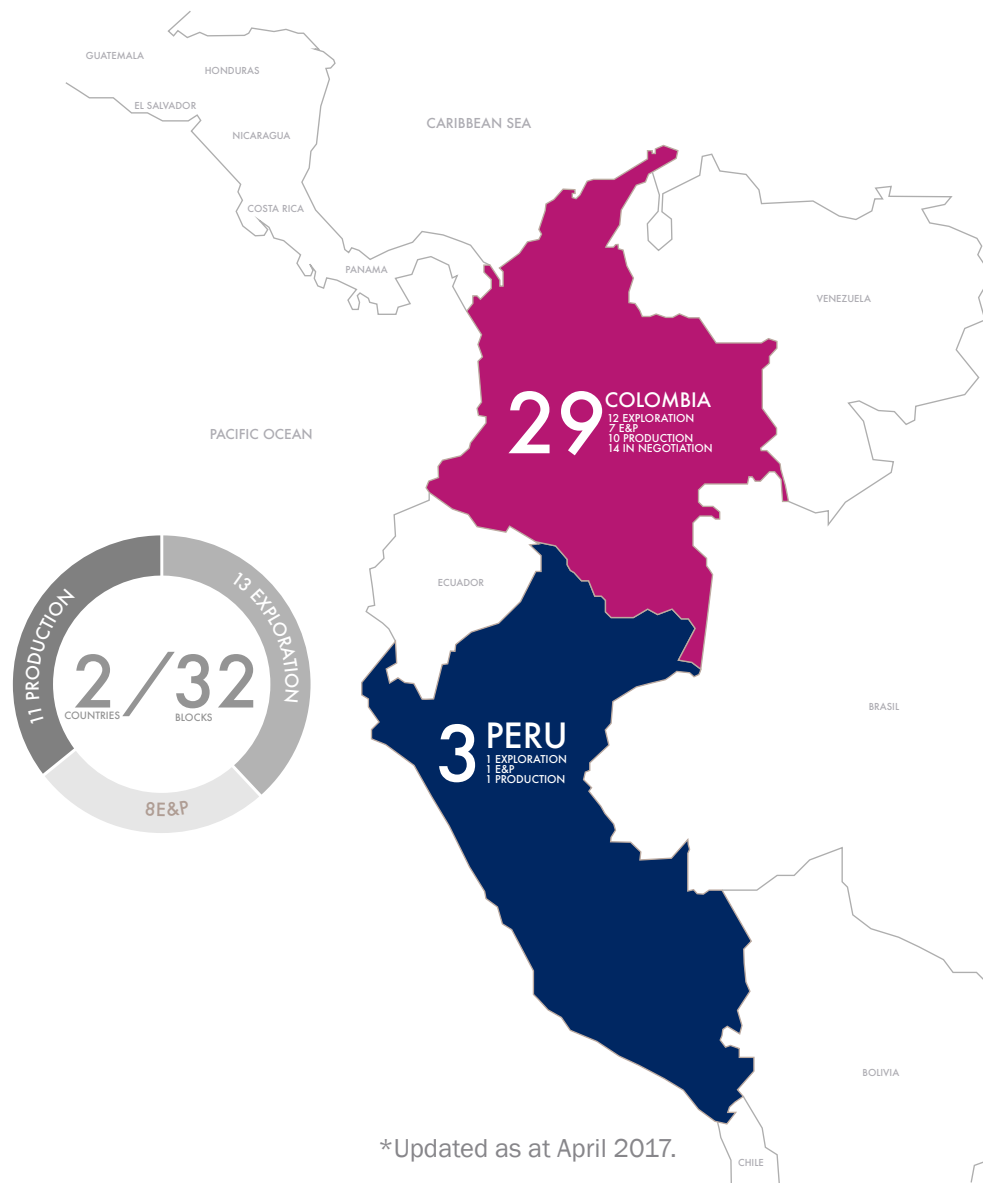 GUATEMALA
HONDURAS
EL SALVADOR
NICARAGUA
CARIBBEAN SEA
COSTA RICA
PANAMA
VENEZUELA
29
COLOMBIA
12 EXPLORATION
7 E&P
10 PRODUCTION
14 IN NEGOTIATION
PACIFIC OCEAN
ECUADOR
11 PRODUCTION
13 EXPLORATION
8E&P
2/32
COUNTRIES
BLOCKS
BRASIL
3
PERU
1 EXPLORATION
1 E&P
1 PRODUCTION
BOLIVIA
*Updated as at April 2017.
CHILE